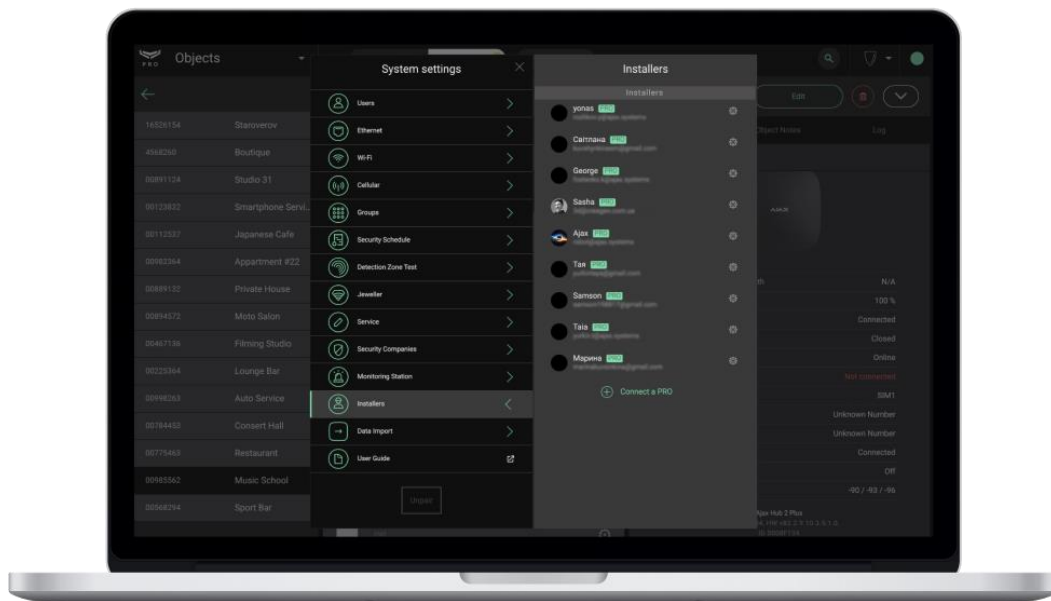 PRO
Objects
16526154 Staroverov
4568260 Boutique
00891124 Studio 31
00123832 Smartphone Servi...
00112537 Japanese Cafe
00982364 Appartment #22
00889132 Private House
00894572 Moto Salon
00467136 Filming Studio
00225364 Lounge Bar
00998263 Auto Service
00784453 Consert Hall
00775463 Restaurant
00985562 Music School
00568294 Sport Bar
System settings
Users
Ethernet
Wi-Fi
Cellular
Groups
Security Schedule
Detection Zone Test
Jeweller
Service
Security Companies
Monitoring Station
Installers
Data Import
User Guide
Unpair
Installers
Installers
yonas PRO
Світлана PRO
George PRO
Sasha PRO
Ajax PRO
Тая PRO
Samson PRO
Taia PRO
Марина PRO
Connect a PRO
Edit
Object Notes Log
AJAX
N/A
100 %
Connected
Closed
Online
Not connected
SIM1
Unknown Number
Unknown Number
Connected
Off
-90 / -93 / -96
Ajax Hub 2 Plus